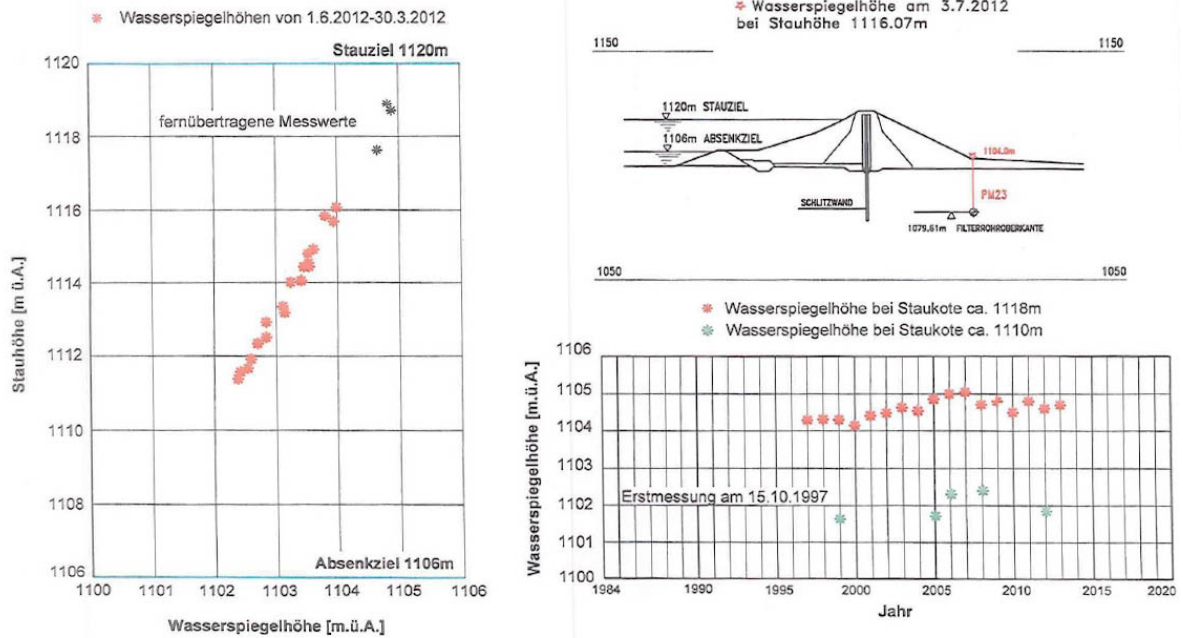 Wasserspiegelhöhen von 1.6.2012-30.3.2012
Stauziel 1120m
fernübertragene Messwerte
Absenkziel 1106m
1120
1118
1116
1114
1112
1110
1108
1106
Stauhöhe [m ü.A.]
1100 1101 1102 1103 1104 1105 1106
Wasserspiegelhöhe [m.ü.A.]
Wasserspiegelhöhe am 3.7.2012
bei Stauhöhe 1116.07m
1150 1150
1120m STAUZIEL
1106m ABSENKZIEL
1104.0m
PM23
SCHLITZWAND
1079.61m FILTERROHROBERKANTE
1050 1050
Wasserspiegelhöhe bei Staukote ca. 1118m
Wasserspiegelhöhe bei Staukote ca. 1110m
1106
1105
1104
1103
1102
1101
1100
Wasserspiegelhöhe [m.ü.A.]
Erstmessung am 15.10.1997
1984 1990 1995 2000 2005 2010 2015 2020
Jahr